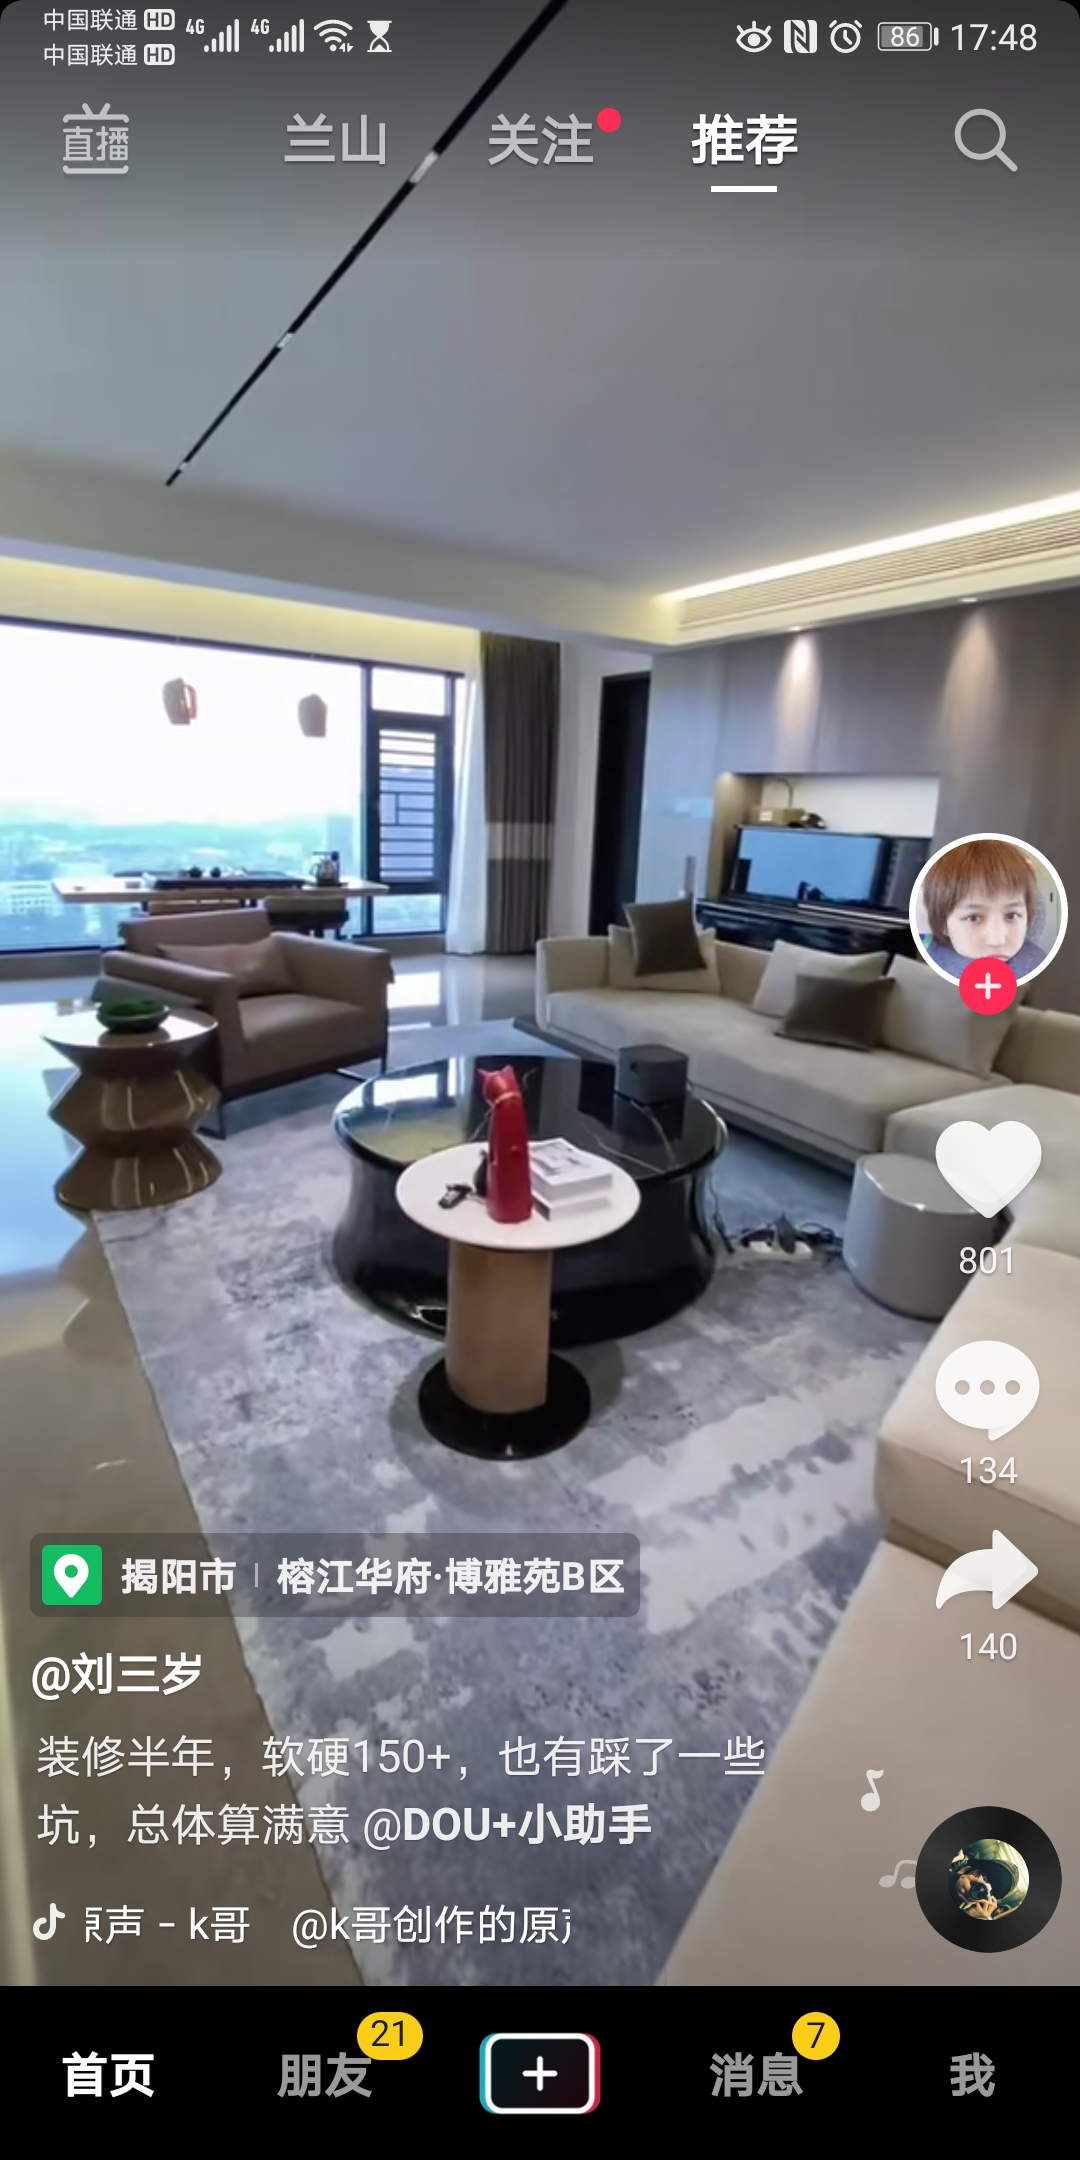 中国联通 HD 4G 4G 86 17:48
中国联通 HD
直播 兰山 关注 推荐
801
134
揭阳市 | 榕江华府·博雅苑B区
140
@刘三岁
装修半年，软硬150+，也有踩了一些
坑，总体算满意 @DOU+小助手
声 - k哥 @k哥创作的原
首页 朋友 21 消息 7 我